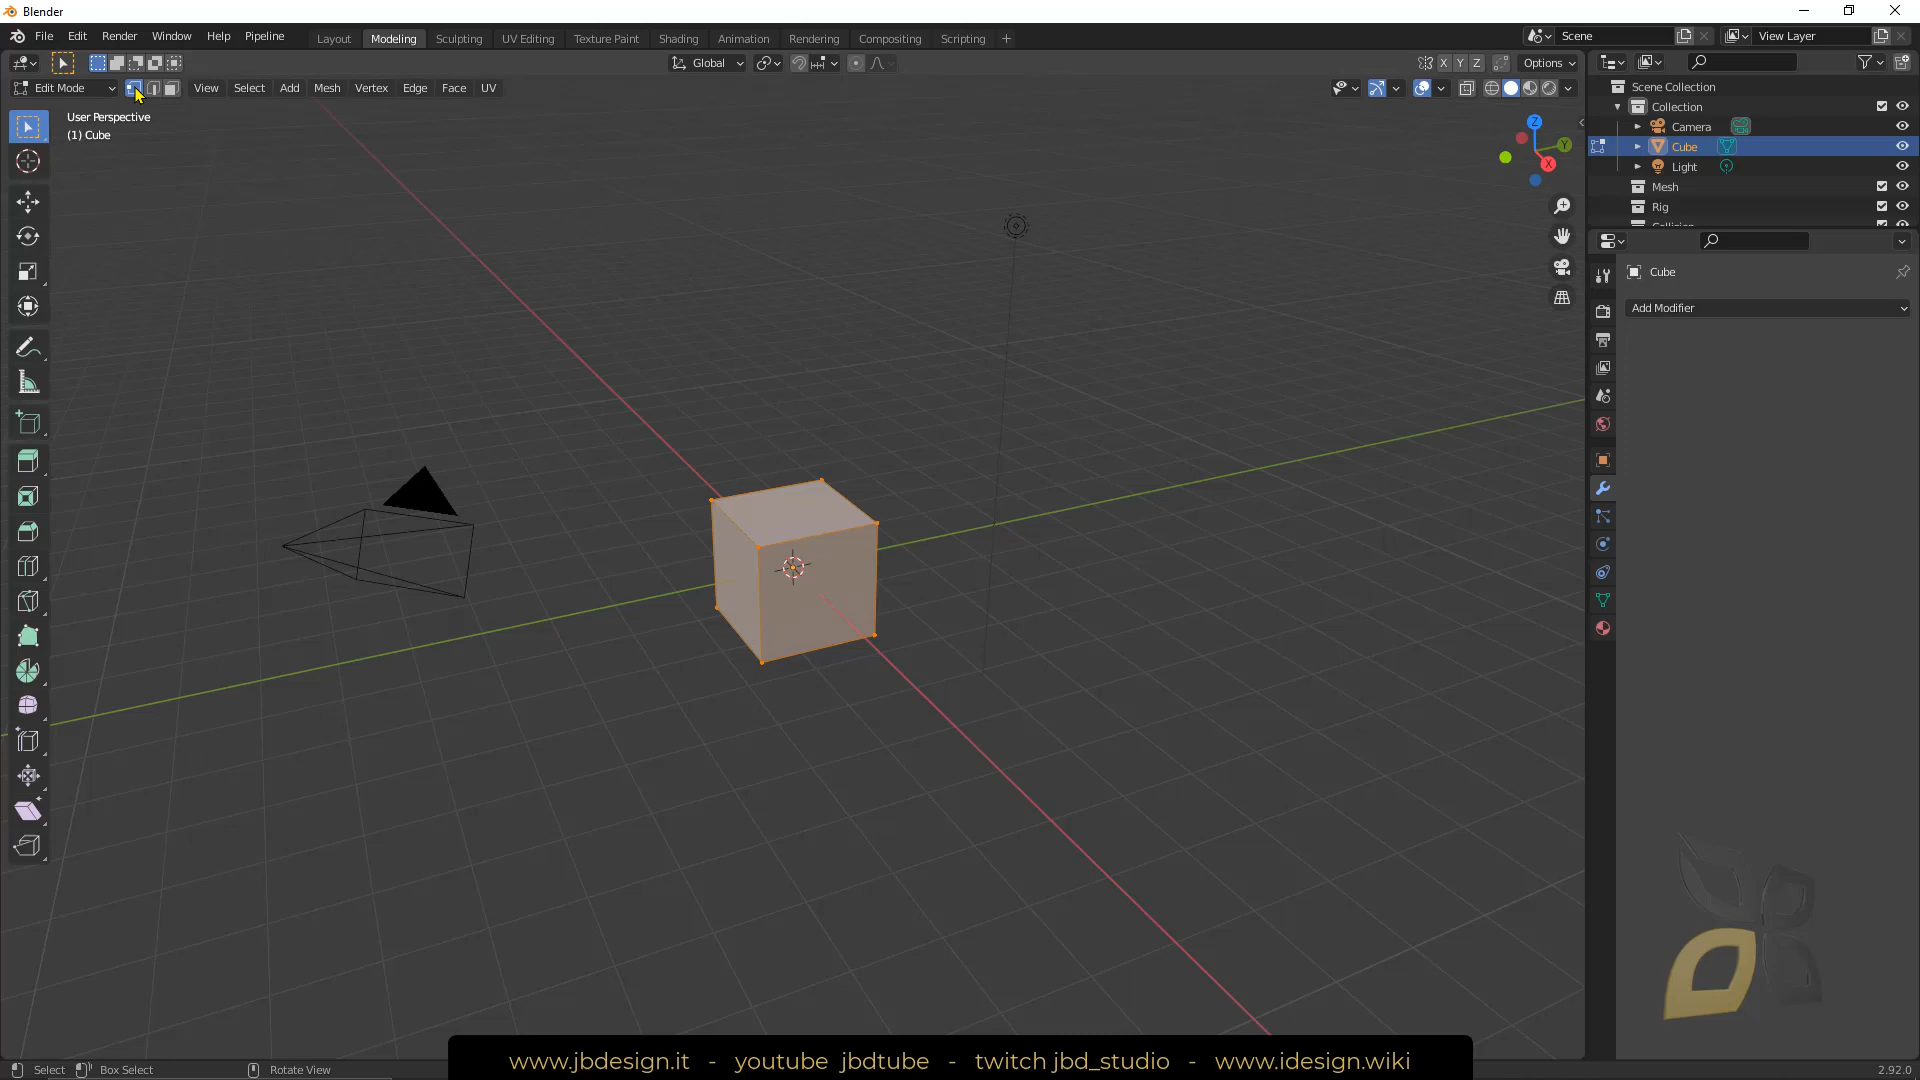 Blender
File Edit Render Window Help Pipeline Layout Modeling Sculpting UV Editing Texture Paint Shading Animation Rendering Compositing Scripting + Scene View Layer
Global X Y Z Options
Edit Mode View Select Add Mesh Vertex Edge Face UV
User Perspective
(1) Cube
Z
Y
X
Scene Collection
Collection
Camera
Cube
Light
Mesh
Rig
Cube
Add Modifier
www.jbdesign.it - youtube jbdtube - twitch jbd_studio - www.idesign.wiki
Select Box Select Rotate View 2.92.0